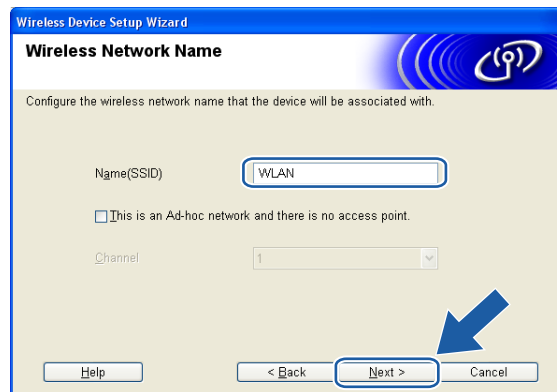 Wireless Device Setup Wizard
Wireless Network Name
Configure the wireless network name that the device will be associated with.
Name(SSID) WLAN
This is an Ad-hoc network and there is no access point.
Channel 1
Help < Back Next > Cancel